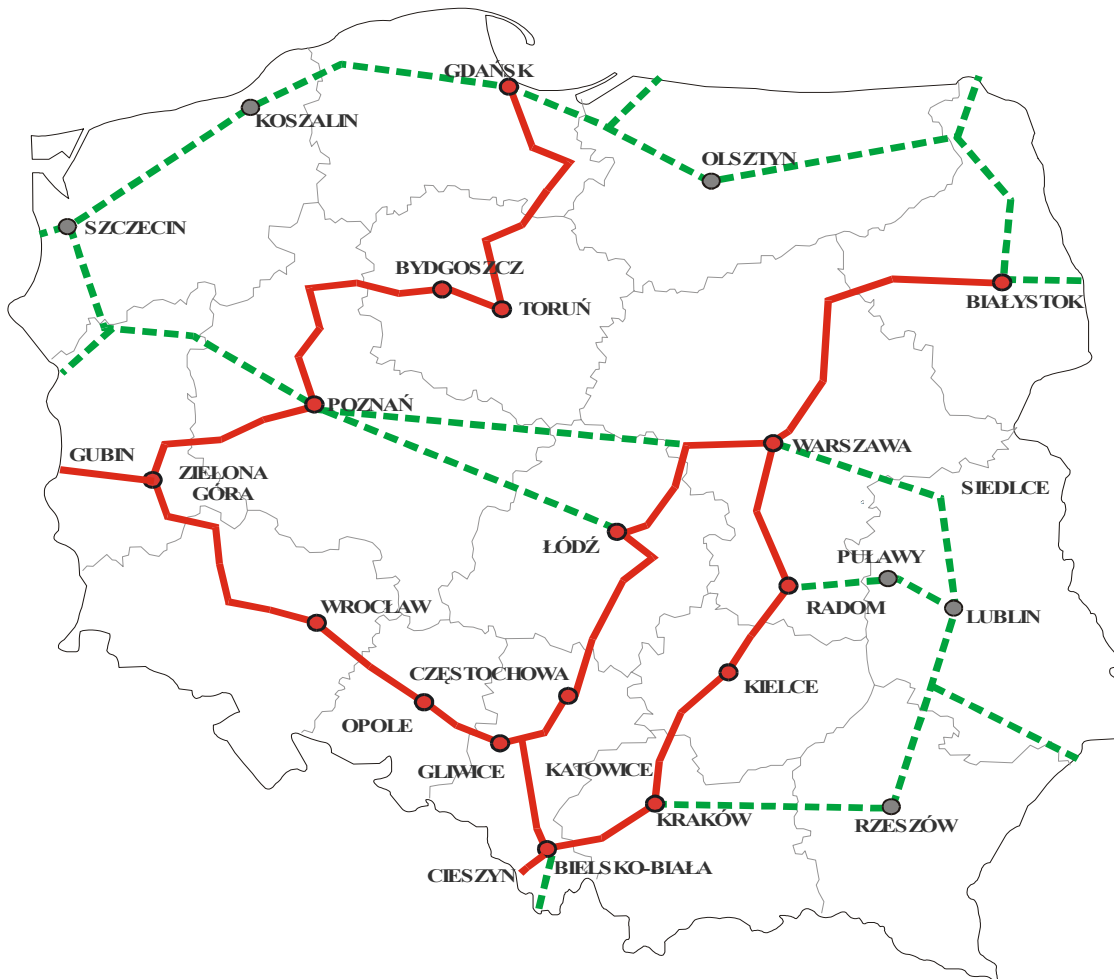 GDAŃSK
KOSZALIN
OLSZTYN
SZCZECIN
BYDGOSZCZ
TORUŃ
BIAŁYSTOK
POZNAŃ
WARSZAWA
GUBIN
ZIELONA
GÓRA
SIEDLCE
ŁÓDŹ
PUŁAWY
RADOM
LUBLIN
WROCŁAW
CZĘSTOCHOWA
KIELCE
OPOLE
GLIWICE
KATOWICE
KRAKÓW
RZESZÓW
CIESZYN
BIELSKO-BIAŁA